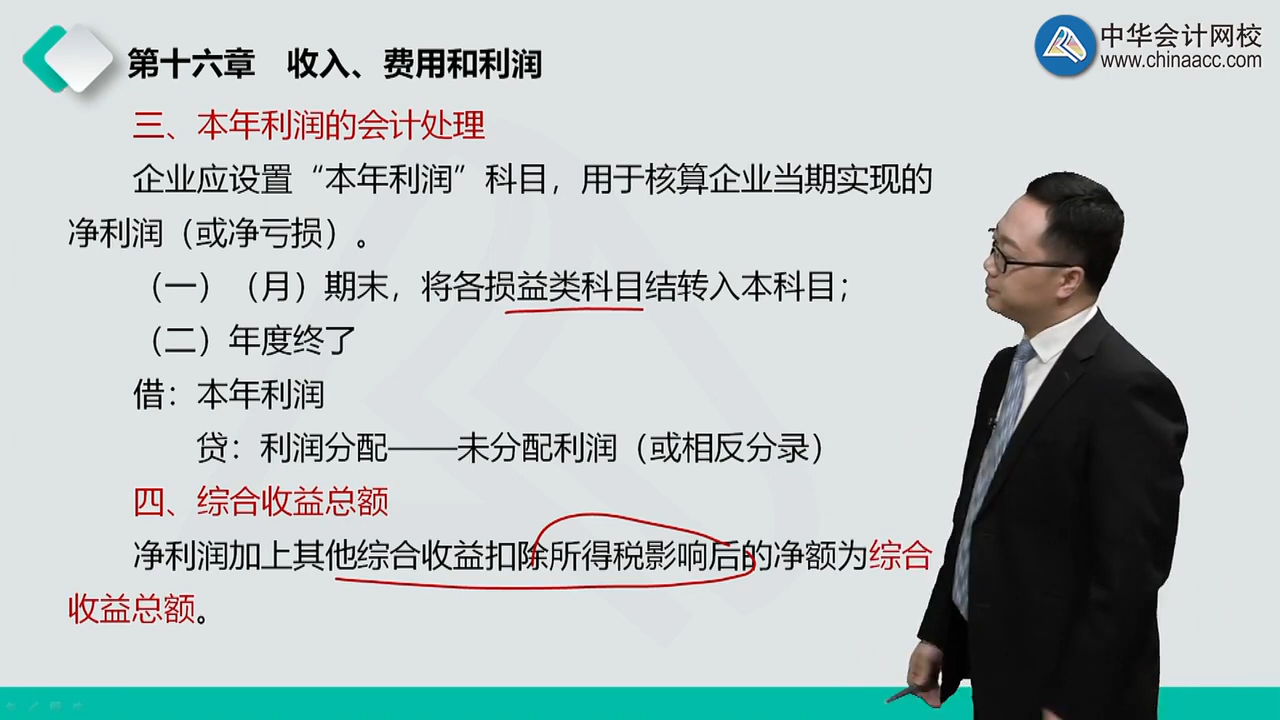 第十六章 收入、费用和利润
中华会计网校
www.chinaacc.com
三、本年利润的会计处理
企业应设置“本年利润”科目，用于核算企业当期实现的
净利润（或净亏损）。
（一）（月）期末，将各损益类科目结转入本科目；
（二）年度终了
借：本年利润
贷：利润分配——未分配利润（或相反分录）
四、综合收益总额
净利润加上其他综合收益扣除所得税影响后的净额为综合
收益总额。